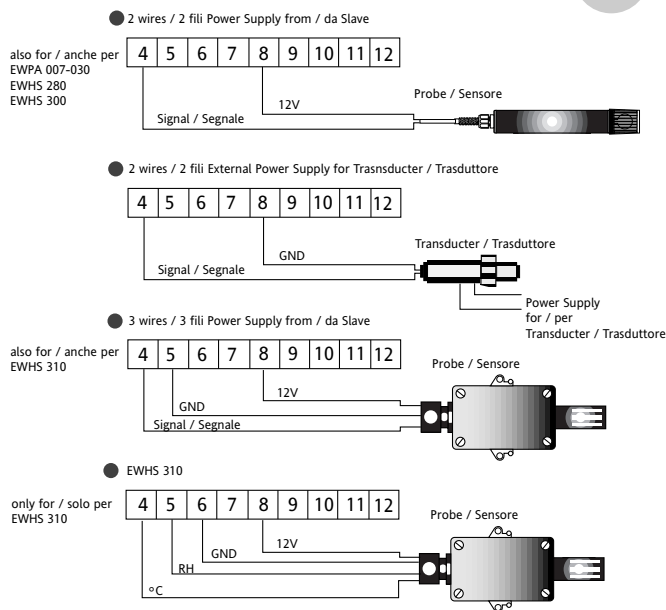 2 wires / 2 fili Power Supply from / da Slave
also for / anche per
EWPA 007-030
EWHS 280
EWHS 300
4 5 6 7 8 9 10 11 12
Signal / Segnale
12V
Probe / Sensore
2 wires / 2 fili External Power Supply for Trasnsducter / Trasduttore
4 5 6 7 8 9 10 11 12
Signal / Segnale
GND
Transducter / Trasduttore
Power Supply
for / per
Transducter / Trasduttore
3 wires / 3 fili Power Supply from / da Slave
also for / anche per
EWHS 310
4 5 6 7 8 9 10 11 12
12V
GND
Signal / Segnale
Probe / Sensore
EWHS 310
only for / solo per
EWHS 310
4 5 6 7 8 9 10 11 12
12V
GND
RH
°C
Probe / Sensore